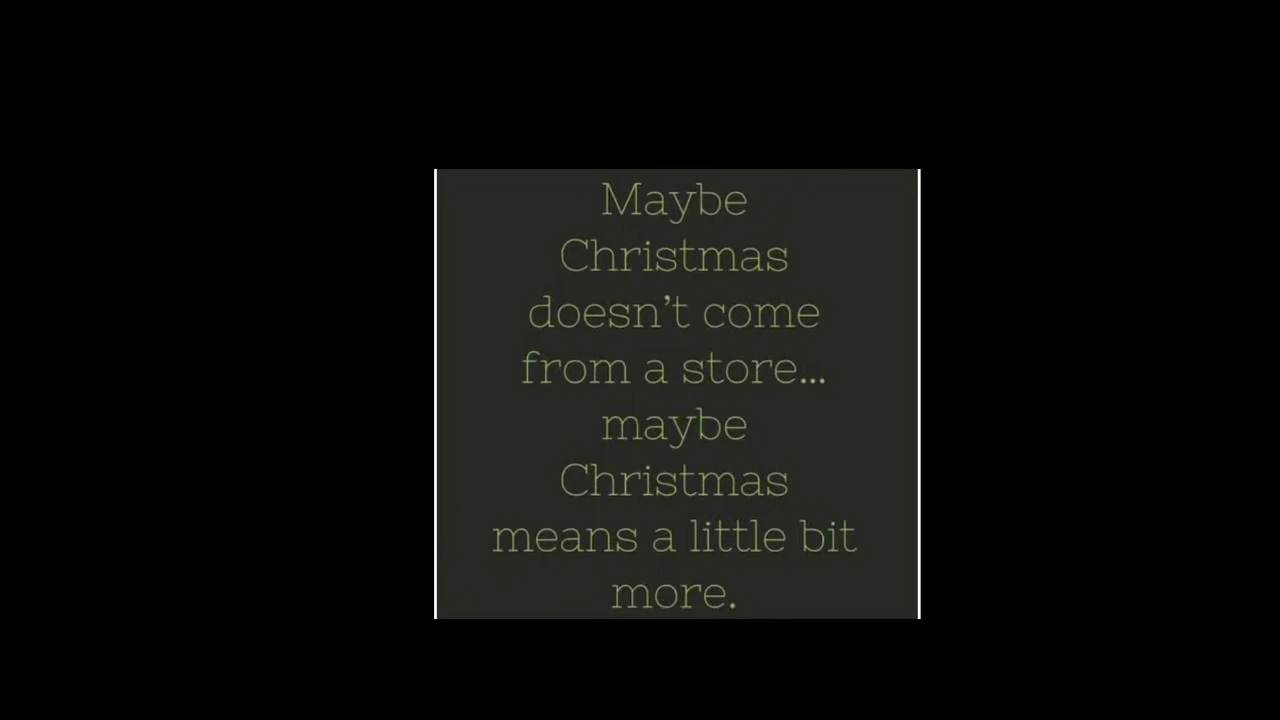 Maybe
Christmas
doesn’t come
from a store...
maybe
Christmas
means a little bit
more.